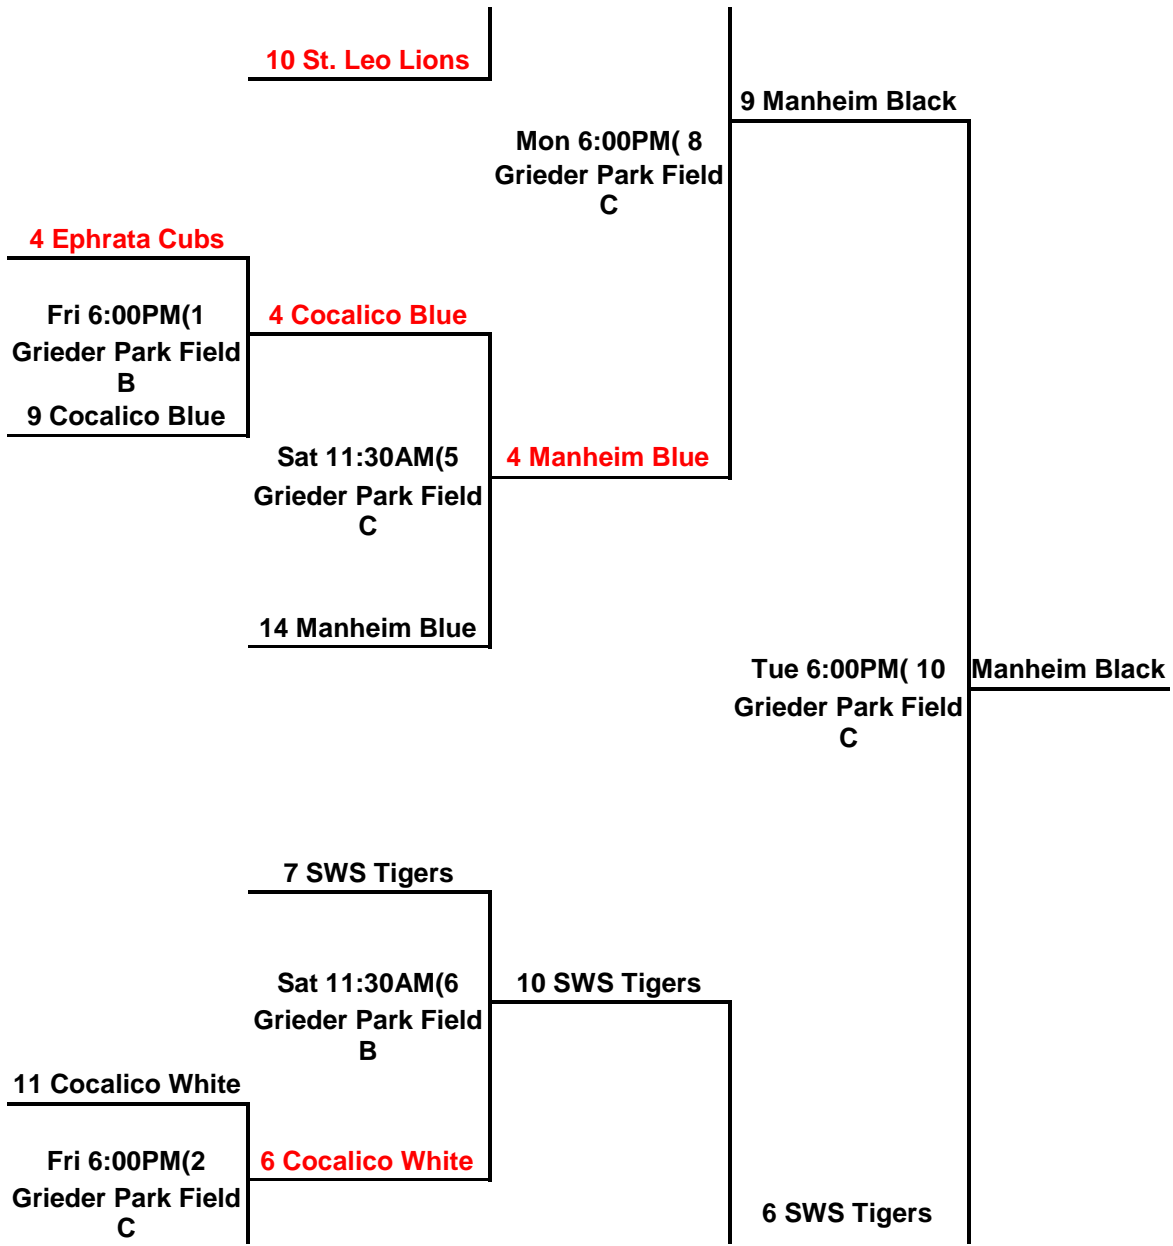 10 St. Leo Lions
9 Manheim Black
Mon 6:00PM( 8
Grieder Park Field
C
4 Ephrata Cubs
Fri 6:00PM(1
Grieder Park Field
B
4 Cocalico Blue
9 Cocalico Blue
Sat 11:30AM(5
Grieder Park Field
C
4 Manheim Blue
14 Manheim Blue
Tue 6:00PM( 10
Grieder Park Field
C
Manheim Black
7 SWS Tigers
Sat 11:30AM(6
Grieder Park Field
B
10 SWS Tigers
11 Cocalico White
Fri 6:00PM(2
Grieder Park Field
C
6 Cocalico White
6 SWS Tigers